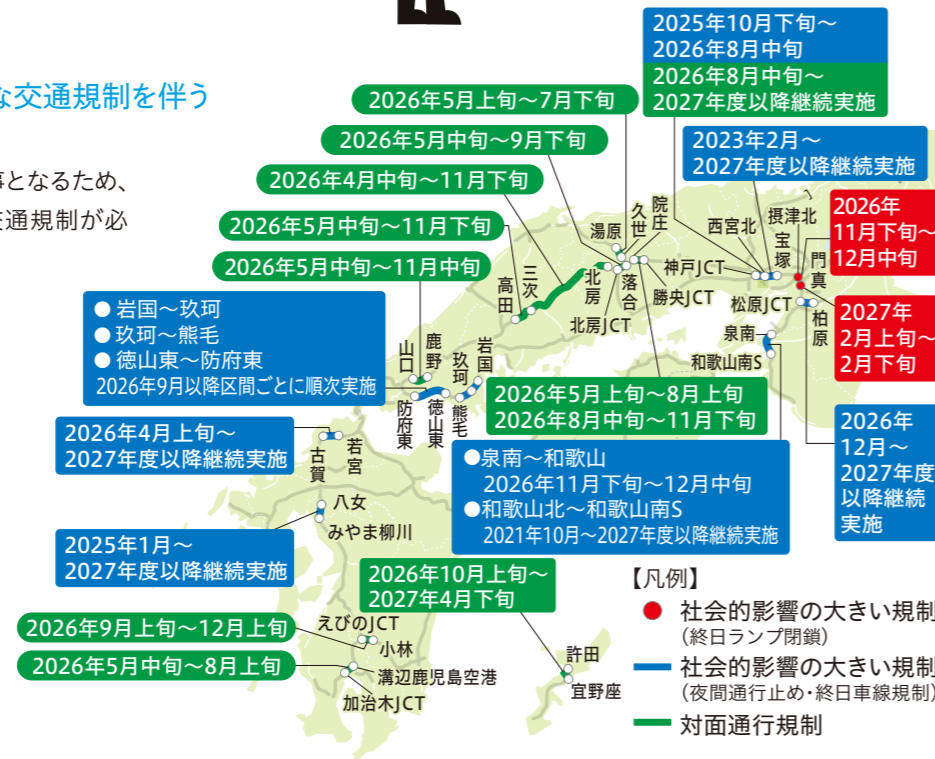 な交通規制を伴う
事となるため、
交通規制が必
2025年10月下旬～
2026年8月中旬
2026年8月中旬～
2027年度以降継続実施
2026年5月上旬～7月下旬
2026年5月中旬～9月下旬
2026年4月中旬～11月下旬
2026年5月中旬～11月下旬
2026年5月中旬～11月中旬
2023年2月～
2027年度以降継続実施
2026年
11月下旬～
12月中旬
2027年
2月上旬～
2月下旬
2026年
12月～
2027年度
以降継続
実施
院庄
久世
湯原
西宮北
摂津北
宝塚
門真
神戸JCT
勝央JCT
松原JCT
柏原
泉南
和歌山南S
落合
北房
北房JCT
三次
高田
● 岩国～玖珂
● 玖珂～熊毛
● 徳山東～防府東
2026年9月以降区間ごとに順次実施
山口
鹿野
玖珂
岩国
防府東
徳山東
熊毛
2026年5月上旬～8月上旬
2026年8月中旬～11月下旬
2026年4月上旬～
2027年度以降継続実施
古賀
若宮
●泉南～和歌山
2026年11月下旬～12月中旬
●和歌山北～和歌山南S
2021年10月～2027年度以降継続実施
八女
みやま柳川
2025年1月～
2027年度以降継続実施
2026年10月上旬～
2027年4月下旬
えびのJCT
小林
2026年9月上旬～12月上旬
2026年5月中旬～8月上旬
溝辺鹿児島空港
加治木JCT
許田
宜野座
【凡例】
社会的影響の大きい規制
（終日ランプ閉鎖）
社会的影響の大きい規制
（夜間通行止め・終日車線規制）
対面通行規制